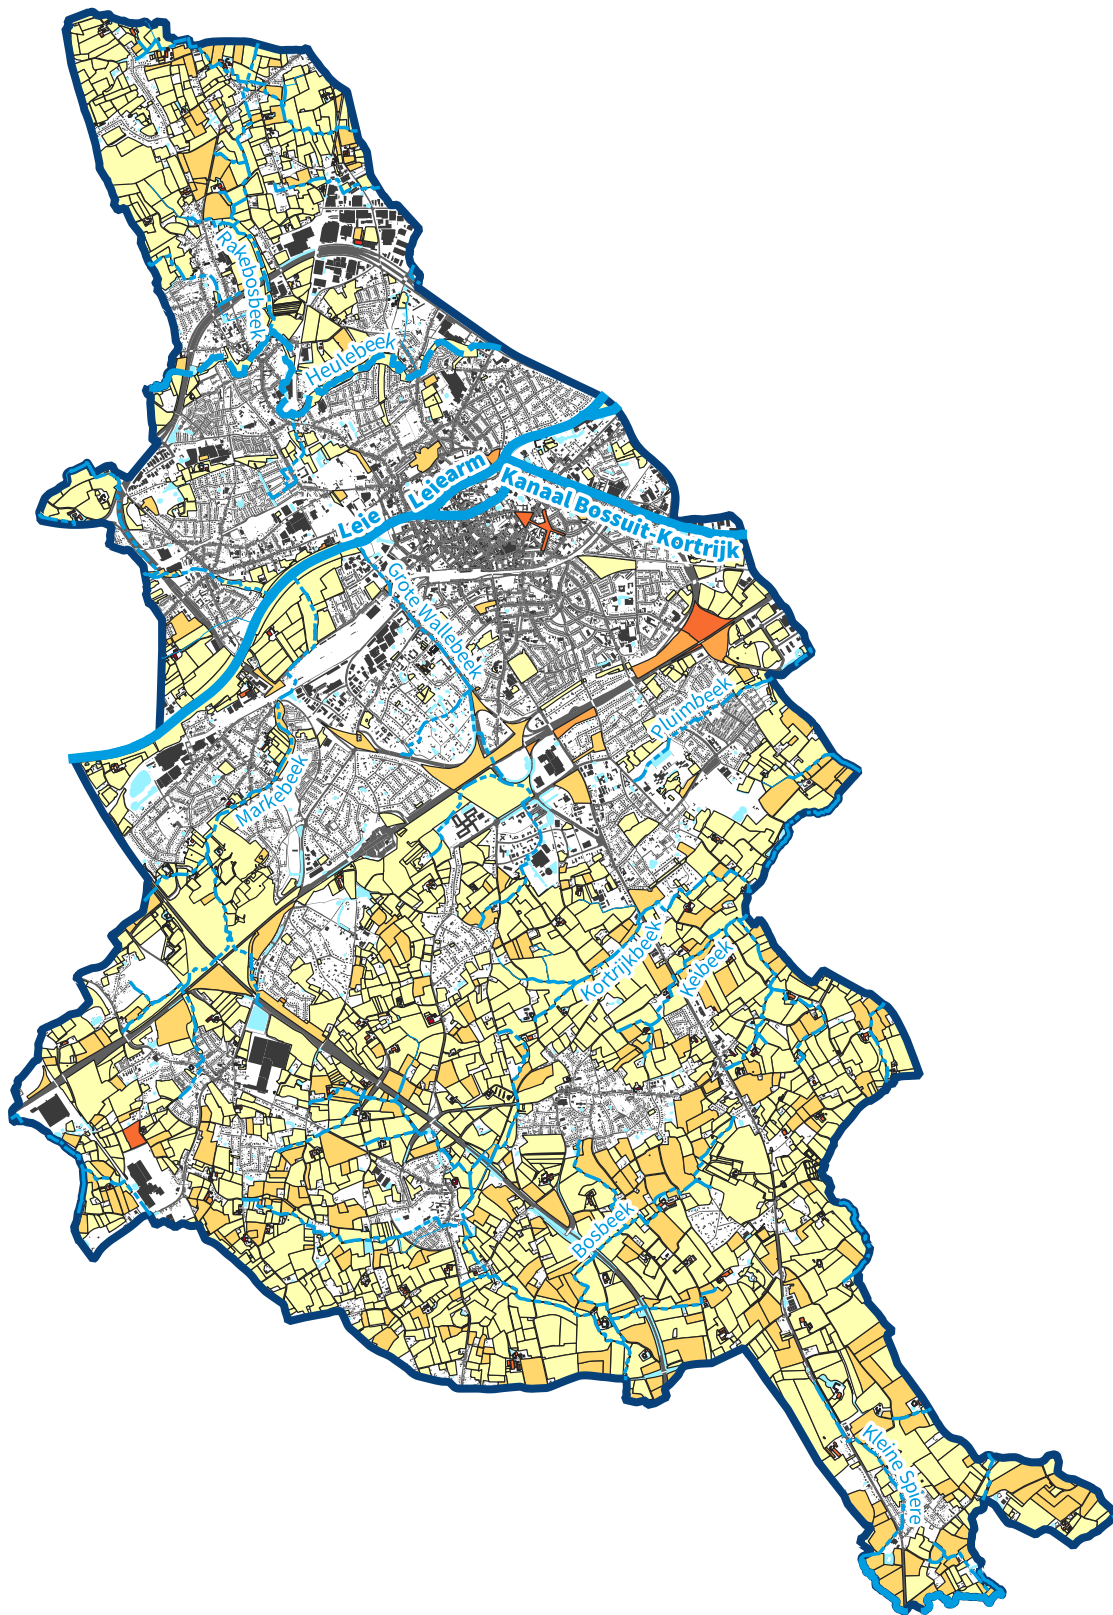 Rakebosbeek
Heulebeek
Leie
Leiearm
Kanaal Bossuit-Kortrijk
Grote Wallebeek
Pluimbeek
Markebeek
Kortrijkbeek
Keibeek
Bosbeek
Kleine Spiere